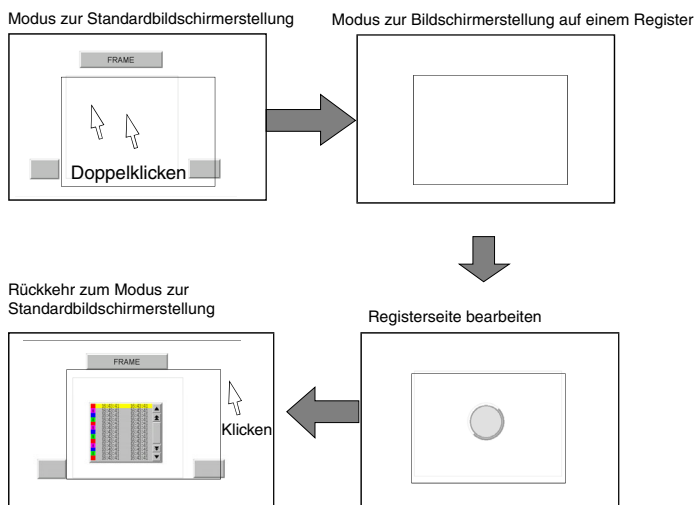 Modus zur Standardbildschirmerstellung
Modus zur Bildschirmerstellung auf einem Register
FRAME
Doppelklicken
Rückkehr zum Modus zur
Standardbildschirmerstellung
Registerseite bearbeiten
FRAME
Klicken